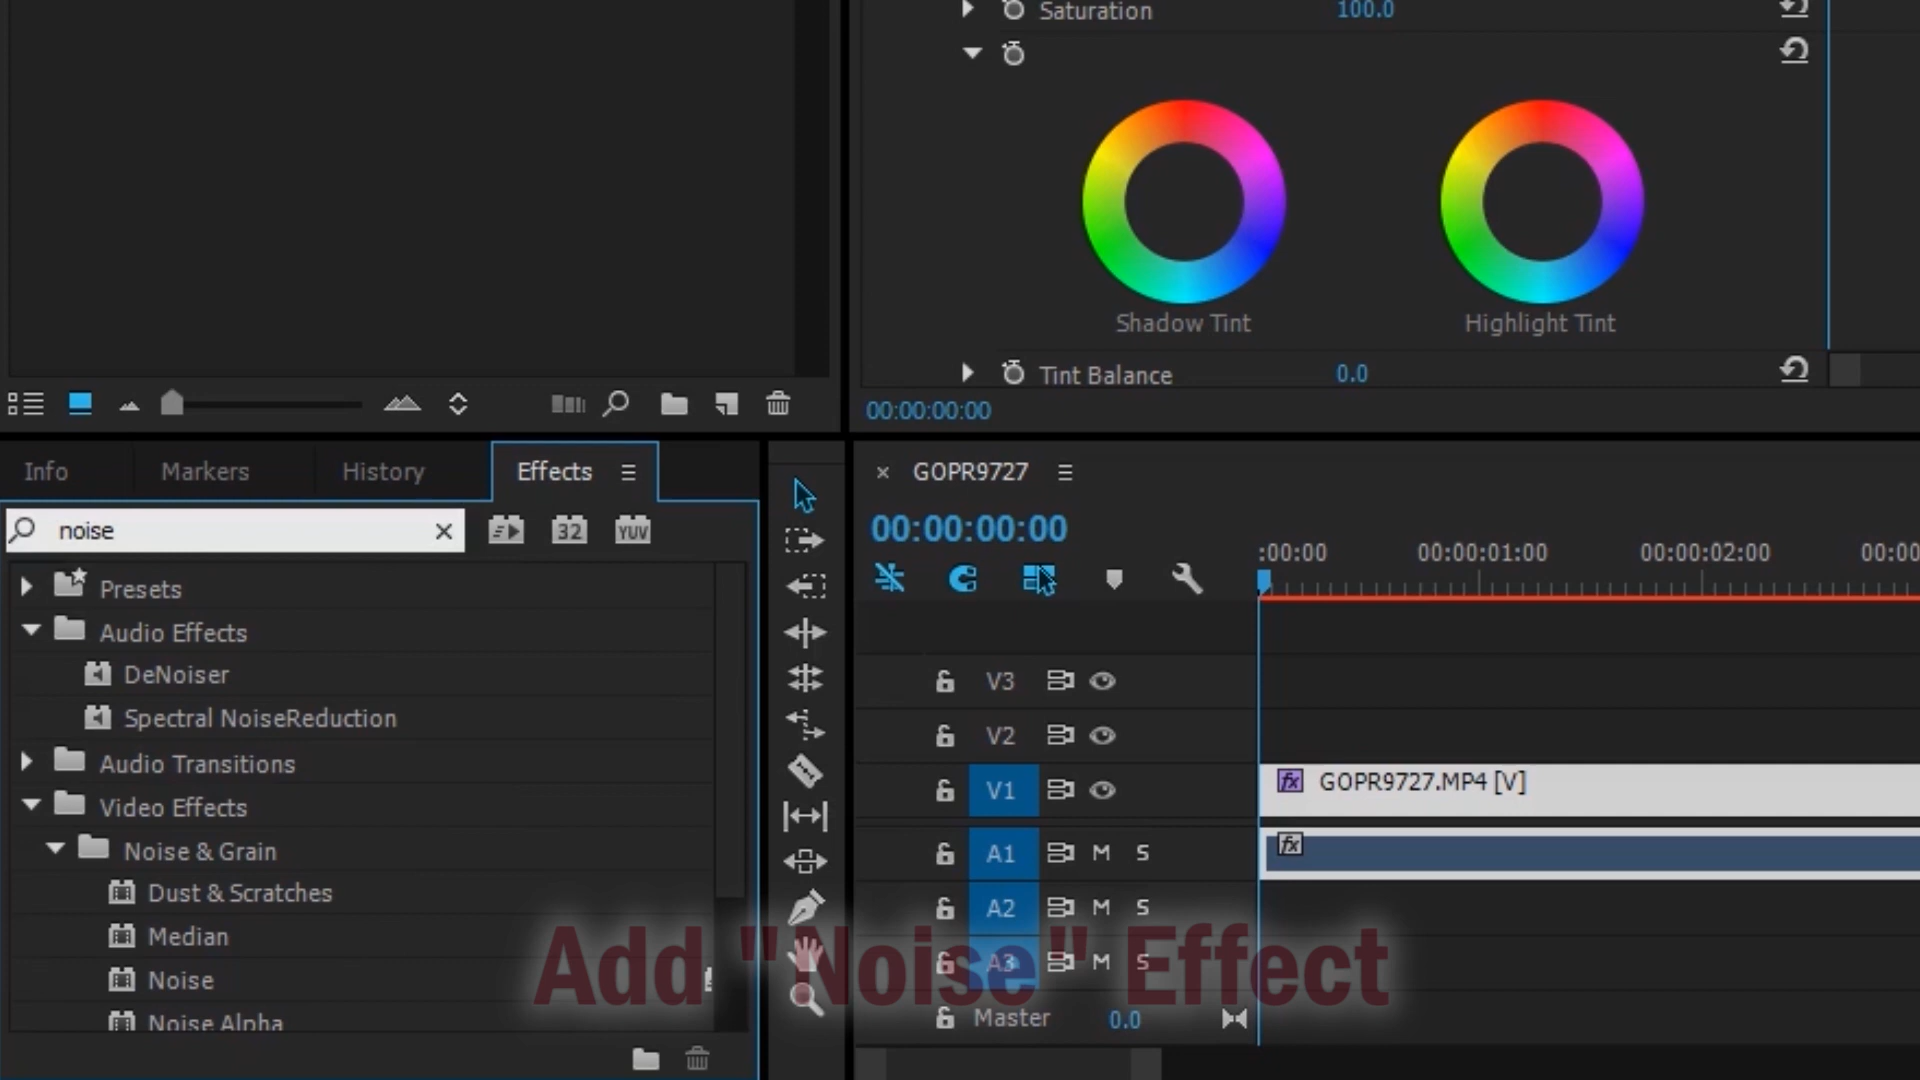 Saturation 100.0
Shadow Tint Highlight Tint
Tint Balance 0.0
00:00:00:00
Info Markers History Effects
noise
32 YUV
Presets
Audio Effects
DeNoiser
Spectral NoiseReduction
Audio Transitions
Video Effects
Noise & Grain
Dust & Scratches
Median
Noise
Noise Alpha
× GOPR9727
00:00:00:00
:00:00 00:00:01:00 00:00:02:00 00:00
V3
V2
V1 fx GOPR9727.MP4 [V]
A1 M S fx
A2 M S
A3 M S
Master 0.0
Add "Noise" Effect